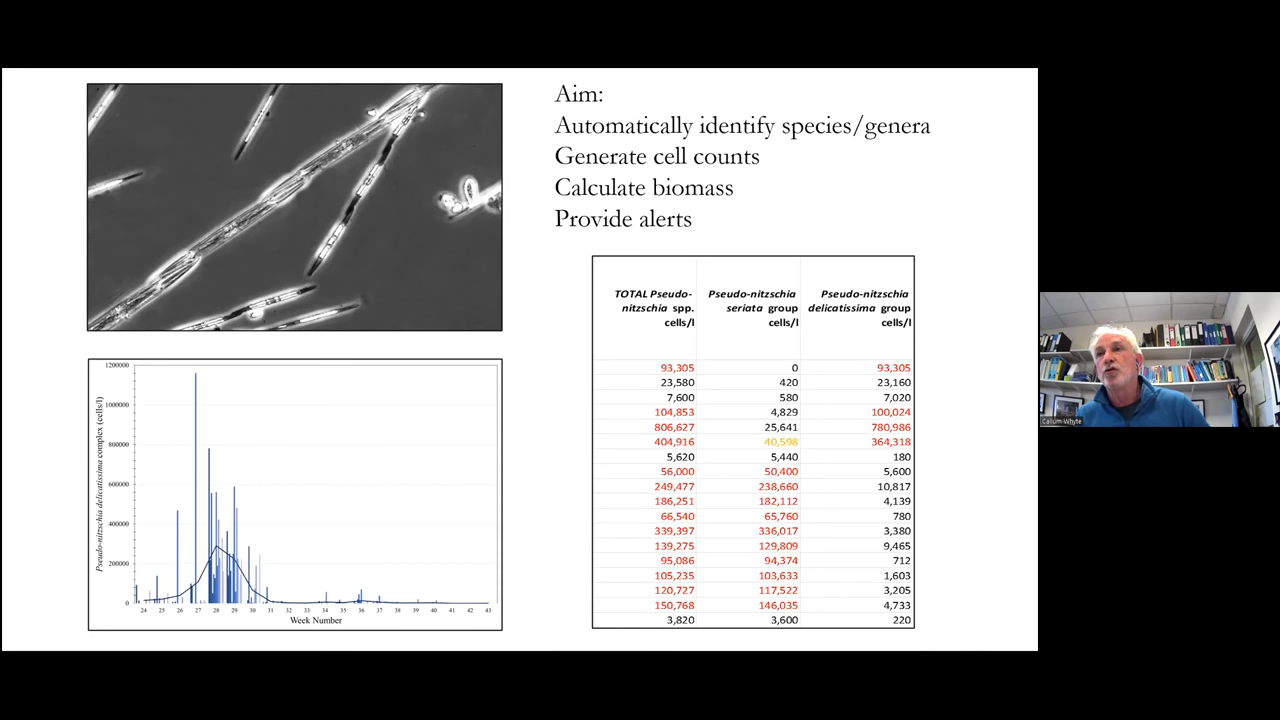 Aim:
Automatically identify species/genera
Generate cell counts
Calculate biomass
Provide alerts
TOTAL Pseudo-
nitzschia spp.
cells/l
Pseudo-nitzschia
seriata group
cells/l
Pseudo-nitzschia
delicatissima group
cells/l
93,305 0 93,305
23,580 420 23,160
7,600 580 7,020
104,853 4,829 100,024
806,627 25,641 780,986
404,916 40,598 364,318
5,620 5,440 180
56,000 50,400 5,600
249,477 238,660 10,817
186,251 182,112 4,139
66,540 65,760 780
339,397 336,017 3,380
139,275 129,809 9,465
95,086 94,374 712
105,235 103,633 1,603
120,727 117,522 3,205
150,768 146,035 4,733
3,820 3,600 220
Pseudo-nitzschia delicatissima complex (cells/l)
1200000
1000000
800000
600000
400000
200000
0
24 25 26 27 28 29 30 31 32 33 34 35 36 37 38 39 40 41 42 43
Week Number
Callum Whyte